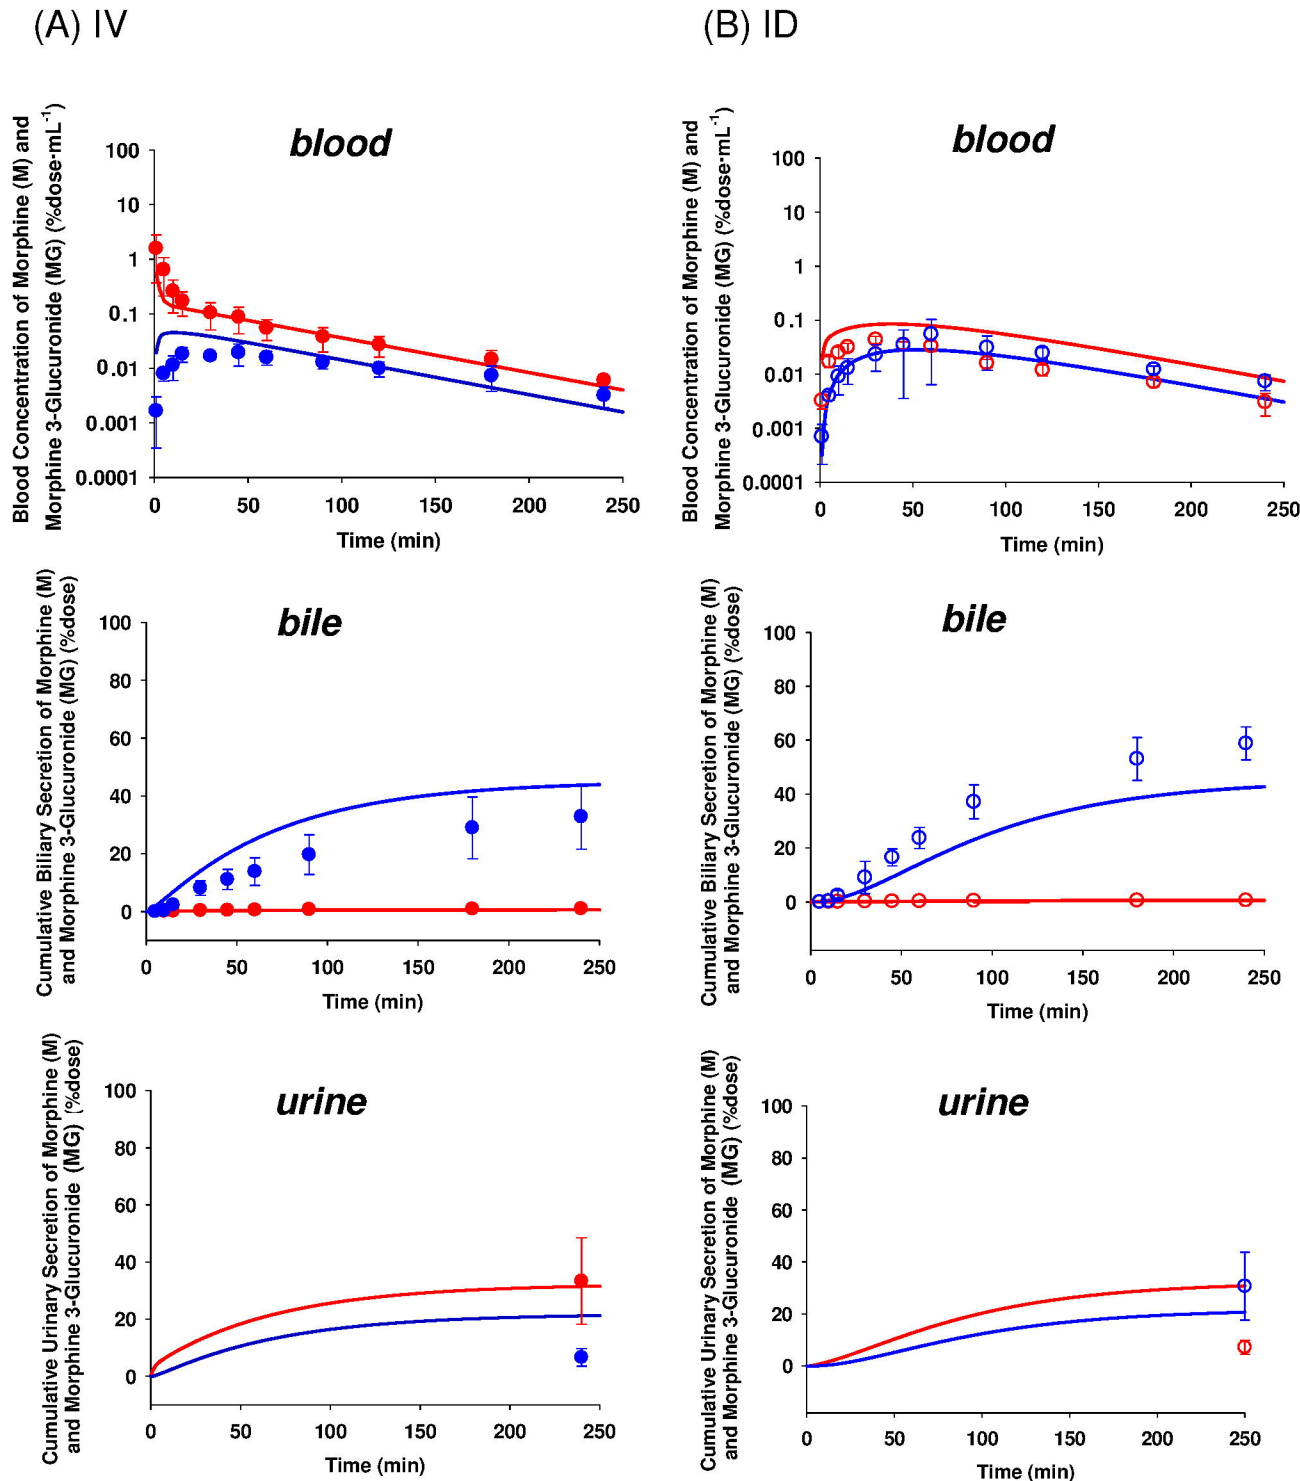 (A) IV
(B) ID
blood
Blood Concentration of Morphine (M) and
Morphine 3-Glucuronide (MG) (%dose·mL-1)
100
10
1
0.1
0.01
0.001
0.0001
0 50 100 150 200 250
Time (min)
blood
Blood Concentration of Morphine (M) and
Morphine 3-Glucuronide (MG) (%dose·mL-1)
100
10
1
0.1
0.01
0.001
0.0001
0 50 100 150 200 250
Time (min)
bile
Cumulative Biliary Secretion of Morphine (M)
and Morphine 3-Glucuronide (MG) (%dose)
100
80
60
40
20
0
0 50 100 150 200 250
Time (min)
bile
Cumulative Biliary Secretion of Morphine (M)
and Morphine 3-Glucuronide (MG) (%dose)
100
80
60
40
20
0
0 50 100 150 200 250
Time (min)
urine
Cumulative Urinary Secretion of Morphine (M)
and Morphine 3-Glucuronide (MG) (%dose)
100
80
60
40
20
0
0 50 100 150 200 250
Time (min)
urine
Cumulative Urinary Secretion of Morphine (M)
and Morphine 3-Glucuronide (MG) (%dose)
100
80
60
40
20
0
0 50 100 150 200 250
Time (min)